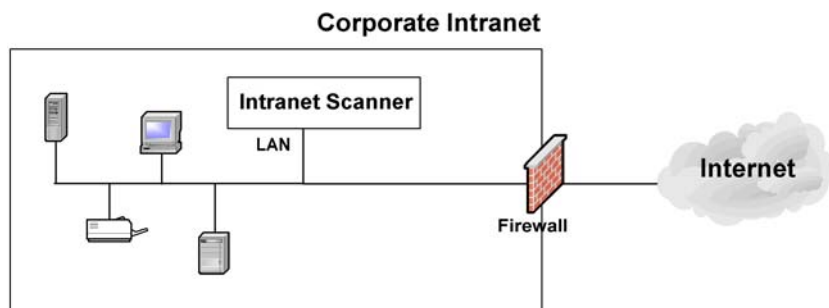 Corporate Intranet
Intranet Scanner
LAN
Internet
Firewall